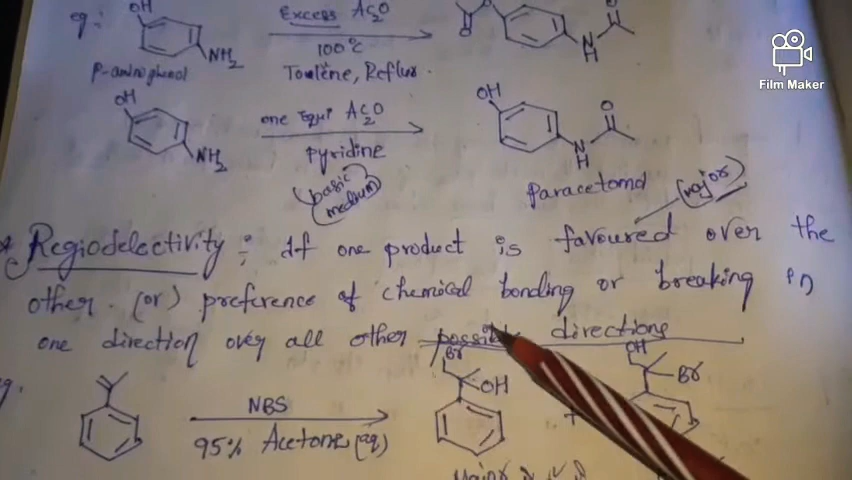 eg:
OH
NH2
p-aminophenol
Excess Ac2O
100°C
Toulene, Reflux.
O
O
N
H
Film Maker
OH
NH2
one Equi Ac2O
pyridine
(basic
medium)
OH
O
N
H
paracetamol
(major)
Regioselectivity : If one product is favoured over the
other. (or) preference of chemical bonding or breaking in
one direction over all other possible directions
eg.
NBS
95% Acetone (aq)
Br
OH
+
OH
Br
Major